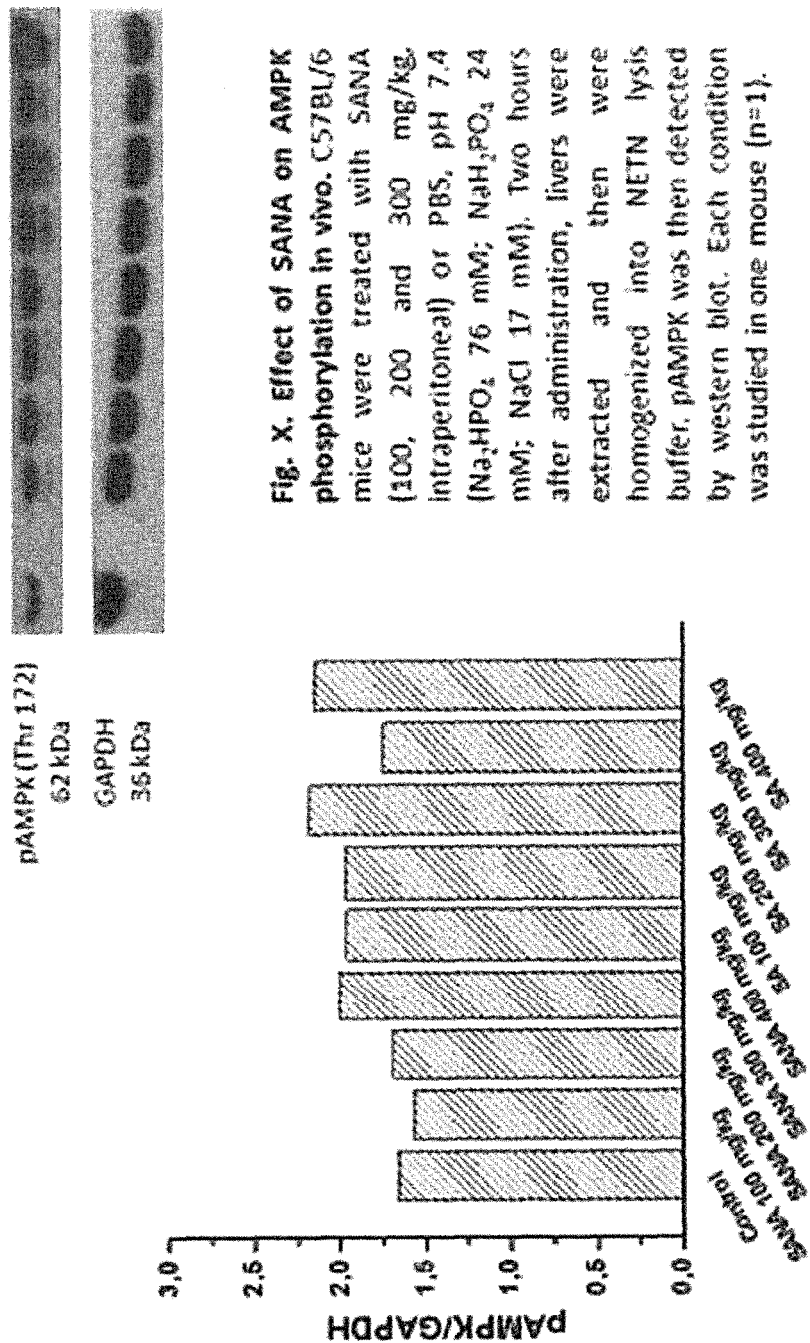 pAMPK (Thr 172)
62 kDa
GAPDH
36 kDa
pAMPK/GAPDH
3,0
2,5
2,0
1,5
1,0
0,5
0,0
Control
SANA 100 mg/kg
SANA 200 mg/kg
SANA 300 mg/kg
SANA 400 mg/kg
SA 100 mg/kg
SA 200 mg/kg
SA 300 mg/kg
SA 400 mg/kg
Fig. X. Effect of SANA on AMPK
phosphorylation in vivo. C57BL/6
mice were treated with SANA
(100, 200 and 300 mg/kg,
intraperitoneal) or PBS, pH 7.4
(Na₂HPO₄ 76 mM; NaH₂PO₄ 24
mM; NaCl 17 mM). Two hours
after administration, livers were
extracted and then were
homogenized into NETN lysis
buffer. pAMPK was then detected
by western blot. Each condition
was studied in one mouse (n=1).